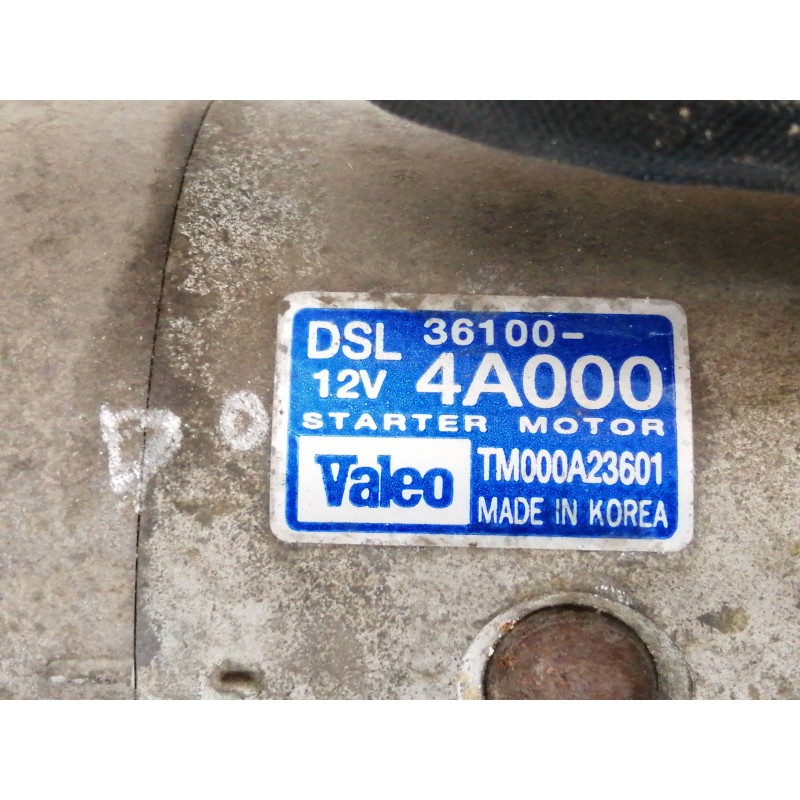 DSL 36100-
12V 4A000
STARTER MOTOR
Valeo TM000A23601
MADE IN KOREA